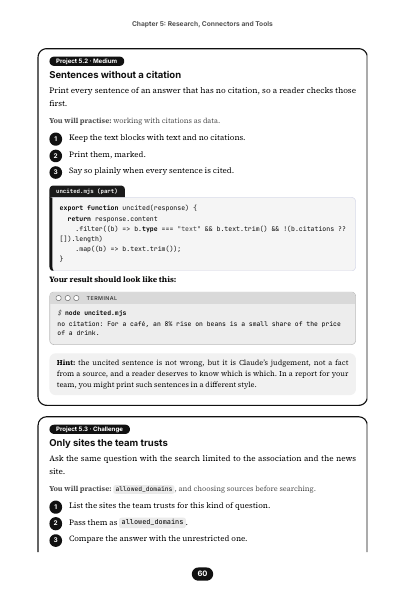 Chapter 5: Research, Connectors and Tools
Project 5.2 · Medium
Sentences without a citation
Print every sentence of an answer that has no citation, so a reader checks those
first.
You will practise: working with citations as data.
1 Keep the text blocks with text and no citations.
2 Print them, marked.
3 Say so plainly when every sentence is cited.
uncited.mjs (part)
export function uncited(response) {
return response.content
.filter((b) => b.type === "text" && b.text.trim() && !(b.citations ??
[]).length)
.map((b) => b.text.trim());
}
Your result should look like this:
TERMINAL
$ node uncited.mjs
no citation: For a café, an 8% rise on beans is a small share of the price
of a drink.
Hint: the uncited sentence is not wrong, but it is Claude's judgement, not a fact
from a source, and a reader deserves to know which is which. In a report for your
team, you might print such sentences in a different style.
Project 5.3 · Challenge
Only sites the team trusts
Ask the same question with the search limited to the association and the news
site.
You will practise: allowed_domains, and choosing sources before searching.
1 List the sites the team trusts for this kind of question.
2 Pass them as allowed_domains.
3 Compare the answer with the unrestricted one.
60